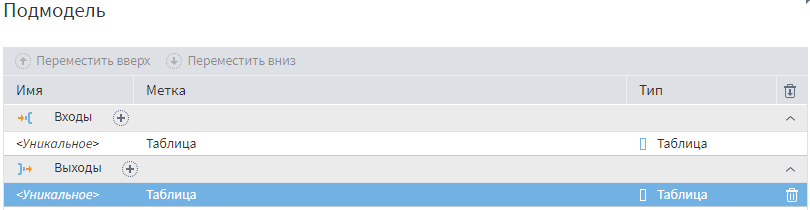 Подмодель
Переместить вверх Переместить вниз
Имя Метка Тип
Входы
<Уникальное> Таблица Таблица
Выходы
<Уникальное> Таблица Таблица